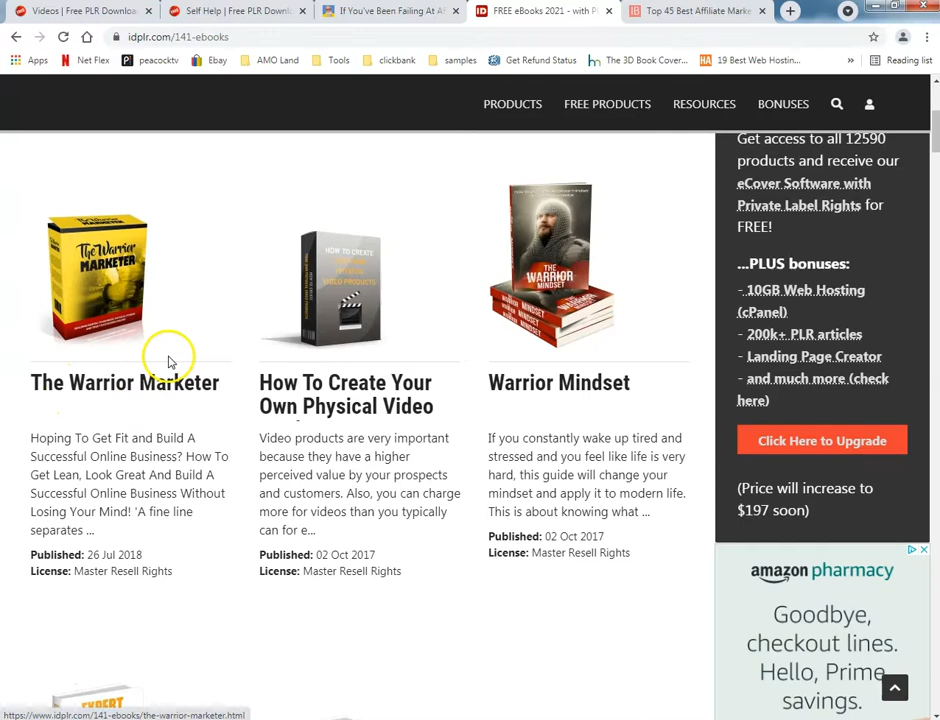 Videos | Free PLR Downloa
Self Help | Free PLR Downlo
If You've Been Failing At Af
FREE eBooks 2021 - with P
Top 45 Best Affiliate Marke
idplr.com/141-ebooks
Apps
Net Flex
peacocktv
Ebay
AMO Land
Tools
clickbank
samples
Get Refund Status
The 3D Book Cover...
19 Best Web Hostin...
»
Reading list
PRODUCTS
FREE PRODUCTS
RESOURCES
BONUSES
The Warrior
MARKETER
HOW TO CREATE
THE
WARRIOR
MINDSET
The Warrior Marketer
How To Create Your
Own Physical Video
Warrior Mindset
Hoping To Get Fit and Build A
Successful Online Business? How To
Get Lean, Look Great And Build A
Successful Online Business Without
Losing Your Mind! 'A fine line
separates ...
Published: 26 Jul 2018
License: Master Resell Rights
Video products are very important
because they have a higher
perceived value by your prospects
and customers. Also, you can charge
more for videos than you typically
can for e...
Published: 02 Oct 2017
License: Master Resell Rights
If you constantly wake up tired and
stressed and you feel like life is very
hard, this guide will change your
mindset and apply it to modern life.
This is about knowing what ...
Published: 02 Oct 2017
License: Master Resell Rights
Get access to all 12590
products and receive our
eCover Software with
Private Label Rights for
FREE!
...PLUS bonuses:
- 10GB Web Hosting
(cPanel)
- 200k+ PLR articles
- Landing Page Creator
- and much more (check
here)
Click Here to Upgrade
(Price will increase to
$197 soon)
amazon pharmacy
Goodbye,
checkout lines.
Hello, Prime
savings.
EXPERT
https://www.idplr.com/141-ebooks/the-warrior-marketer.html